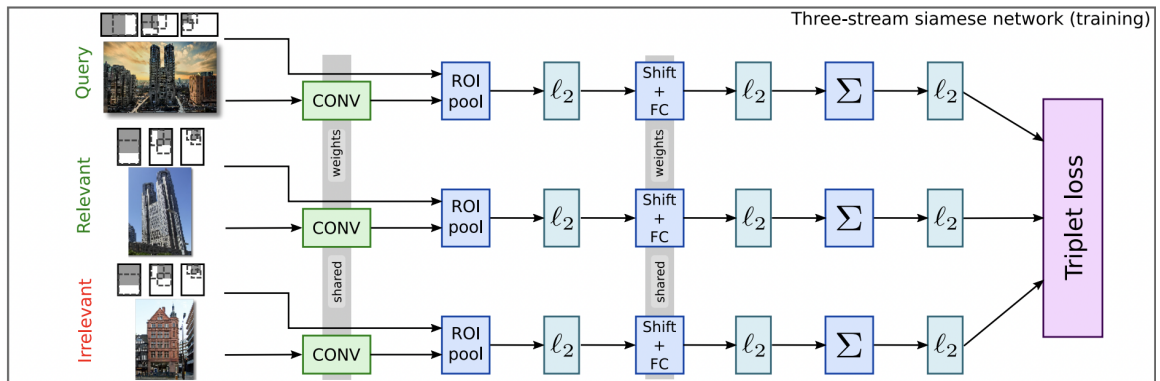 Three-stream siamese network (training)
Query
CONV
ROI
pool
ℓ2
Shift
+
FC
ℓ2
Σ
ℓ2
weights
weights
Relevant
CONV
ROI
pool
ℓ2
Shift
+
FC
ℓ2
Σ
ℓ2
Triplet loss
shared
shared
Irrelevant
CONV
ROI
pool
ℓ2
Shift
+
FC
ℓ2
Σ
ℓ2